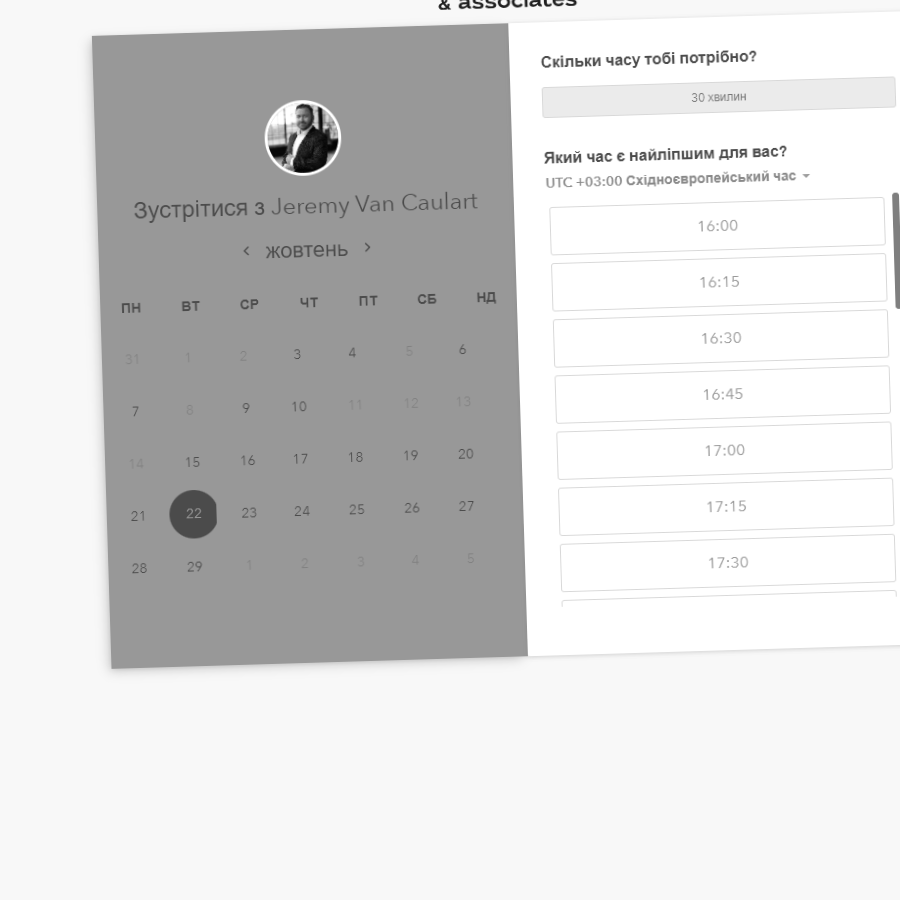 & associates
Зустрітися з Jeremy Van Caulart
‹ жовтень ›
ПН ВТ СР ЧТ ПТ СБ НД
31 1 2 3 4 5 6
7 8 9 10 11 12 13
14 15 16 17 18 19 20
21 22 23 24 25 26 27
28 29 1 2 3 4 5
Скільки часу тобі потрібно?
30 хвилин
Який час є найліпшим для вас?
UTC +03:00 Східноєвропейський час
16:00
16:15
16:30
16:45
17:00
17:15
17:30